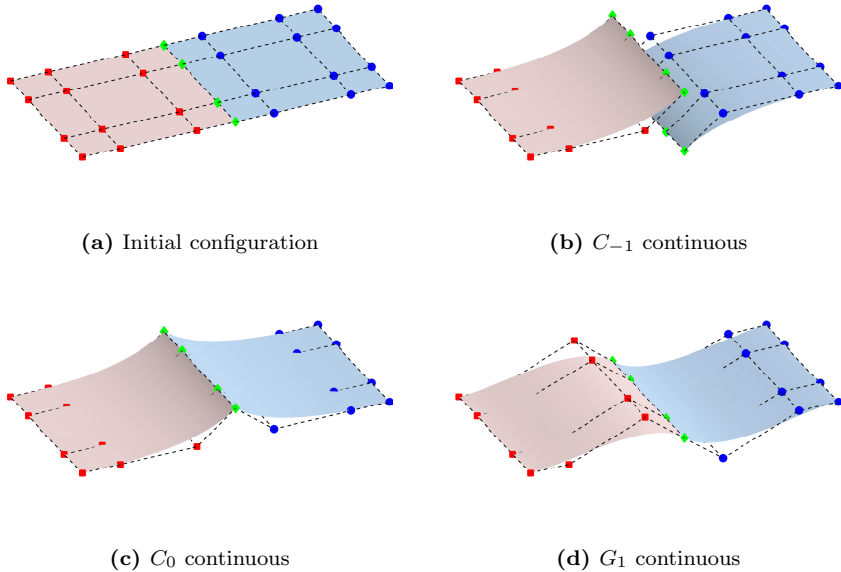 (a) Initial configuration
(b) C₋₁ continuous
(c) C₀ continuous
(d) G₁ continuous